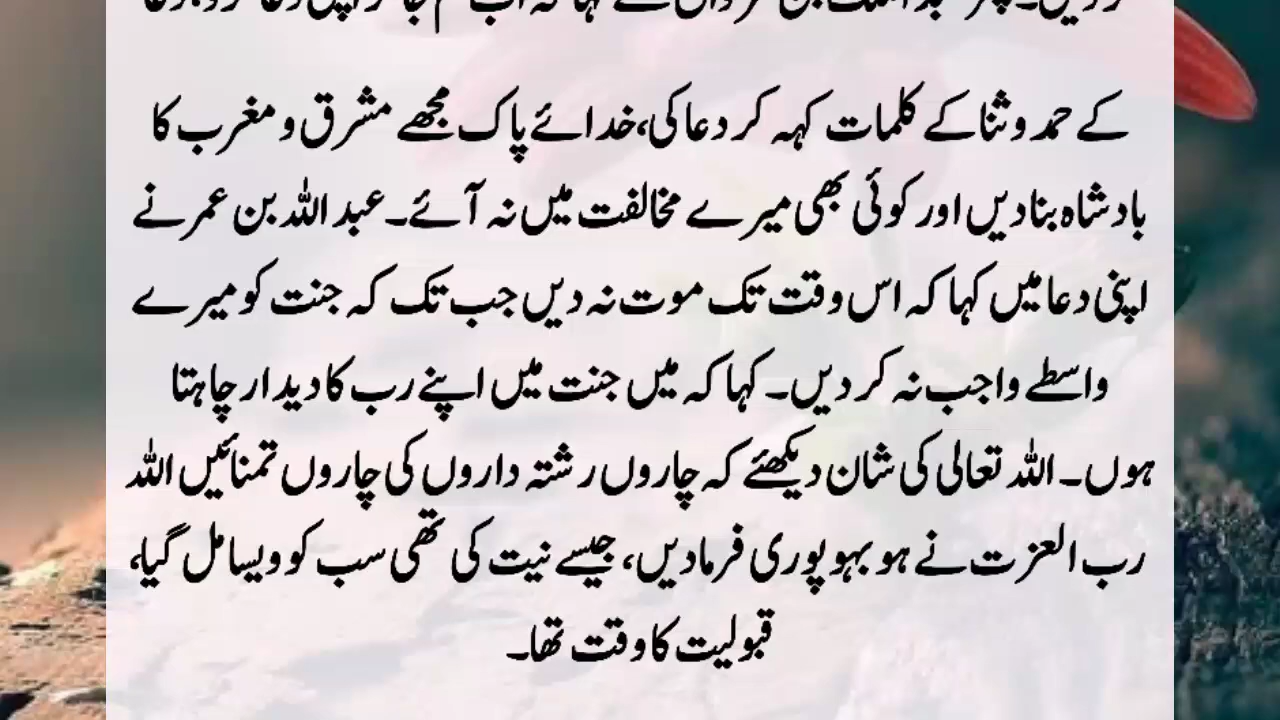 کے حمد و ثنا کے کلمات کہہ کر دعا کی، خدائے پاک مجھے مشرق و مغرب کا
بادشاہ بنا دیں اور کوئی بھی میرے مخالفت میں نہ آئے۔ عبد اللہ بن عمر نے
اپنی دعا میں کہا کہ اس وقت تک موت نہ دیں جب تک کہ جنت کو میرے
واسطے واجب نہ کر دیں۔ کہا کہ میں جنت میں اپنے رب کا دیدار چاہتا
ہوں۔ اللہ تعالی کی شان دیکھئے کہ چاروں رشتہ داروں کی چاروں تمنائیں اللہ
رب العزت نے ہو بہو پوری فرما دیں، جیسے نیت کی تھی سب کو ویسا مل گیا،
قبولیت کا وقت تھا۔